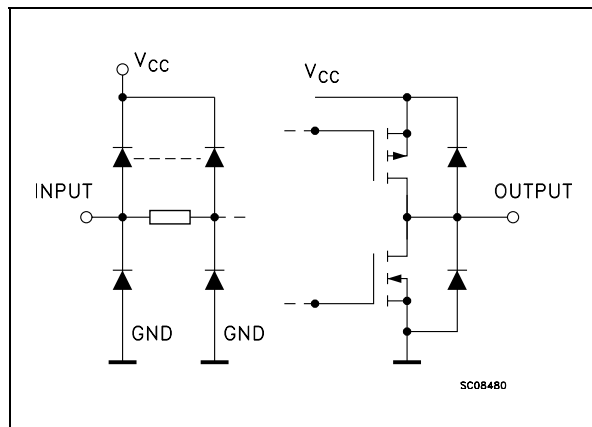 VCC
VCC
INPUT
OUTPUT
GND
GND
SC08480